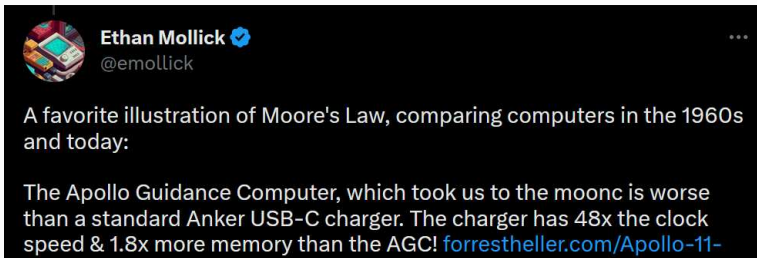 Ethan Mollick
@emollick
A favorite illustration of Moore's Law, comparing computers in the 1960s
and today:
The Apollo Guidance Computer, which took us to the moonc is worse
than a standard Anker USB-C charger. The charger has 48x the clock
speed & 1.8x more memory than the AGC! forrestheller.com/Apollo-11-